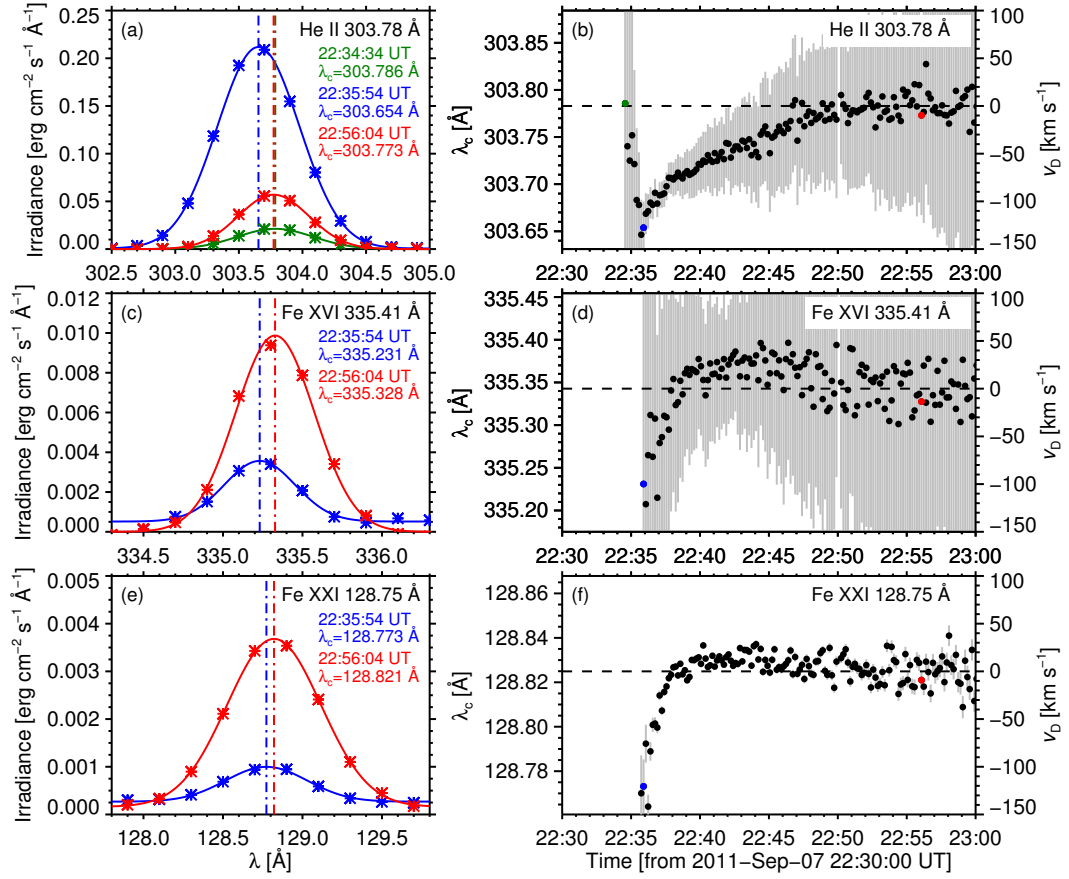 (a)
He II 303.78 Å
22:34:34 UT
λc=303.786 Å
22:35:54 UT
λc=303.654 Å
22:56:04 UT
λc=303.773 Å
Irradiance [erg cm−2 s−1 Å−1]
0.25
0.20
0.15
0.10
0.05
0.00
302.5 303.0 303.5 304.0 304.5 305.0
(b)
He II 303.78 Å
λc [Å]
303.85
303.80
303.75
303.70
303.65
100
50
0
−50
−100
−150
vD [km s−1]
22:30 22:35 22:40 22:45 22:50 22:55 23:00
(c)
Fe XVI 335.41 Å
22:35:54 UT
λc=335.231 Å
22:56:04 UT
λc=335.328 Å
Irradiance [erg cm−2 s−1 Å−1]
0.012
0.010
0.008
0.006
0.004
0.002
0.000
334.5 335.0 335.5 336.0
(d)
Fe XVI 335.41 Å
λc [Å]
335.45
335.40
335.35
335.30
335.25
335.20
100
50
0
−50
−100
−150
vD [km s−1]
22:30 22:35 22:40 22:45 22:50 22:55 23:00
(e)
Fe XXI 128.75 Å
22:35:54 UT
λc=128.773 Å
22:56:04 UT
λc=128.821 Å
Irradiance [erg cm−2 s−1 Å−1]
0.005
0.004
0.003
0.002
0.001
0.000
128.0 128.5 129.0 129.5
λ [Å]
(f)
Fe XXI 128.75 Å
λc [Å]
128.86
128.84
128.82
128.80
128.78
100
50
0
−50
−100
−150
vD [km s−1]
22:30 22:35 22:40 22:45 22:50 22:55 23:00
Time [from 2011−Sep−07 22:30:00 UT]